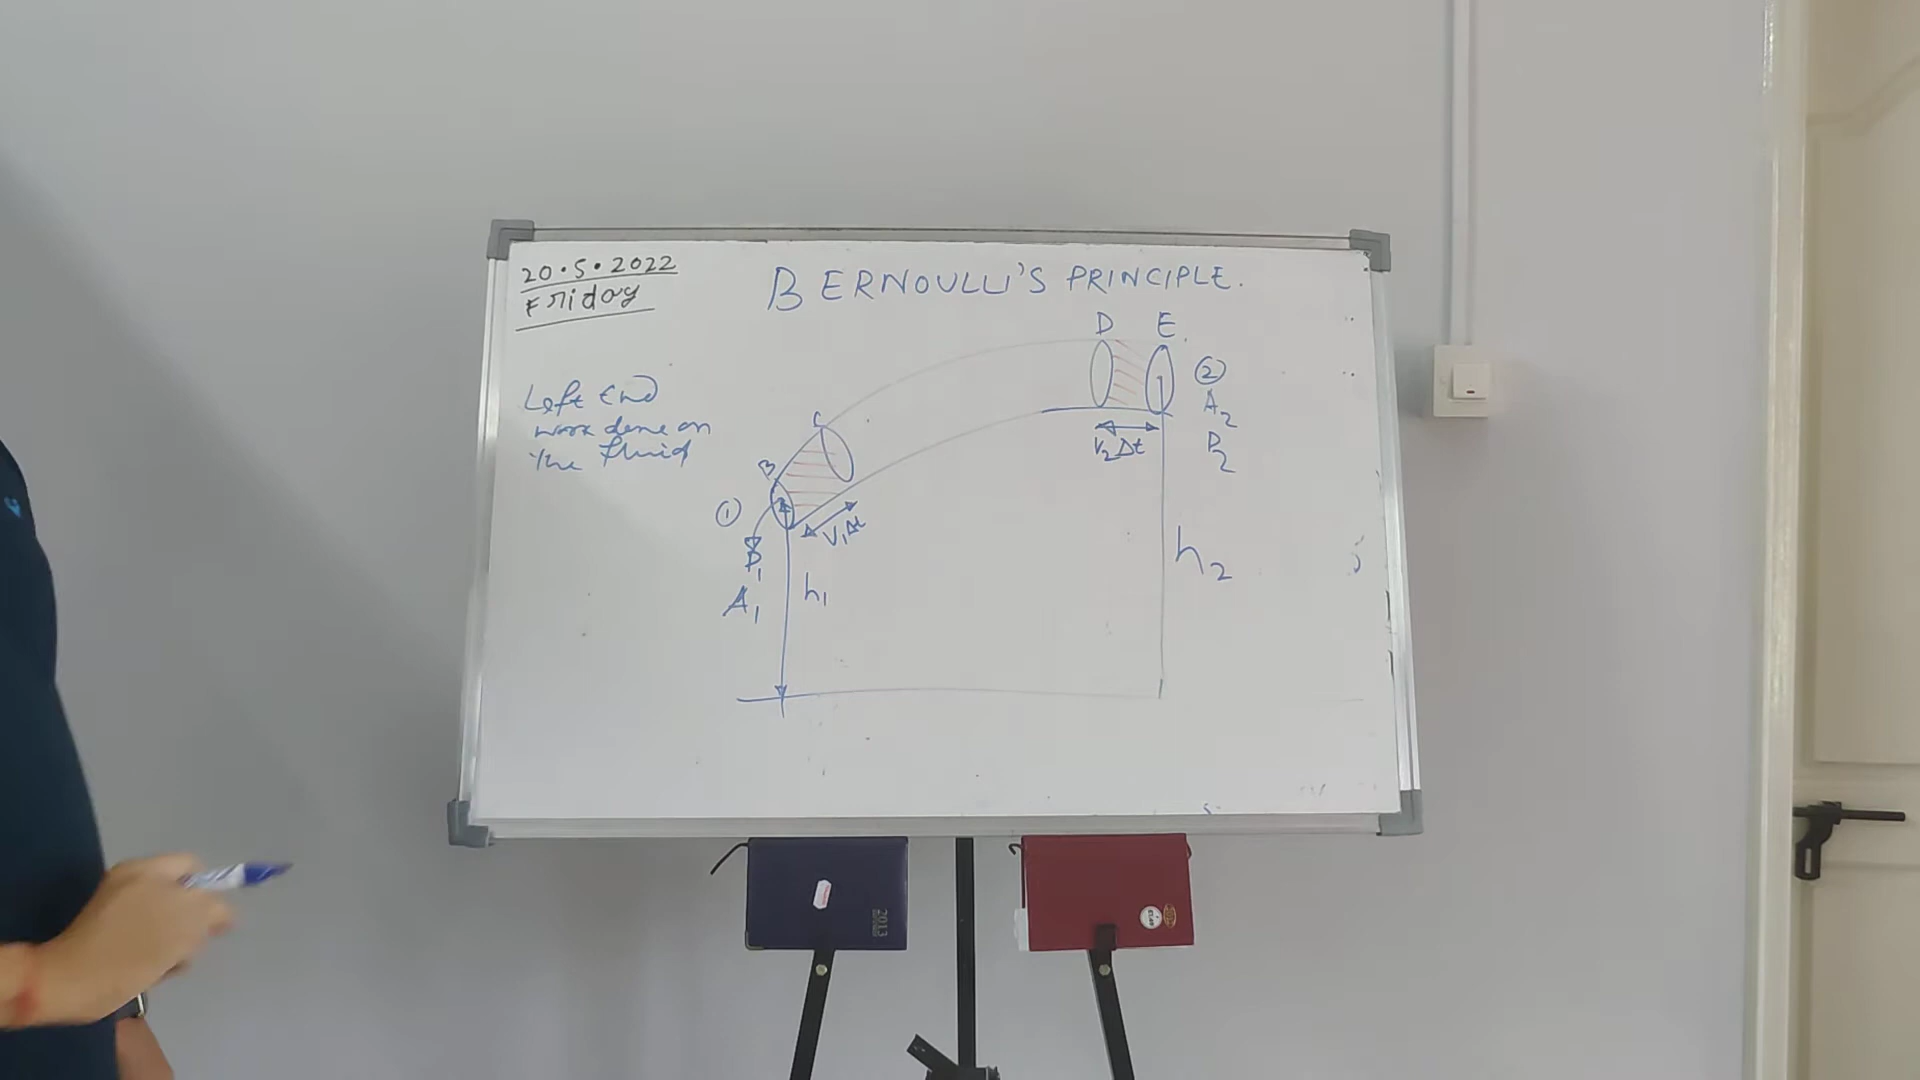 20.5.2022
Friday
BERNOULLI'S PRINCIPLE.
Left End
work done on
the fluid
D E
C
B
①
P₁
A₁
V₁Δt
h₁
V₂Δt
②
A₂
P₂
h₂
2013